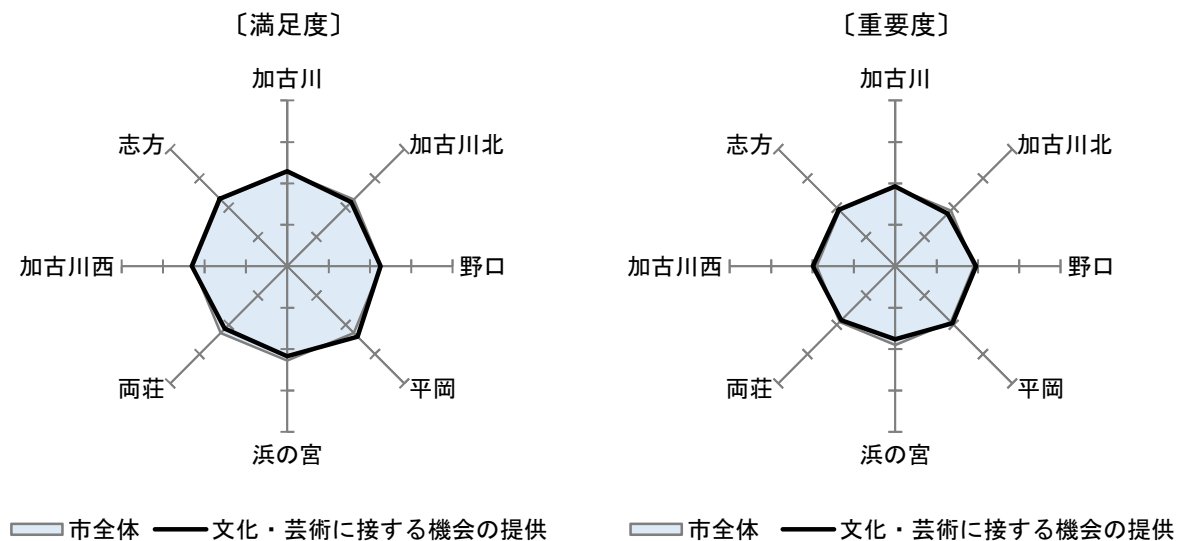 〔満足度〕
加古川
加古川北
野口
平岡
浜の宮
両荘
加古川西
志方
市全体
文化・芸術に接する機会の提供
〔重要度〕
加古川
加古川北
野口
平岡
浜の宮
両荘
加古川西
志方
市全体
文化・芸術に接する機会の提供